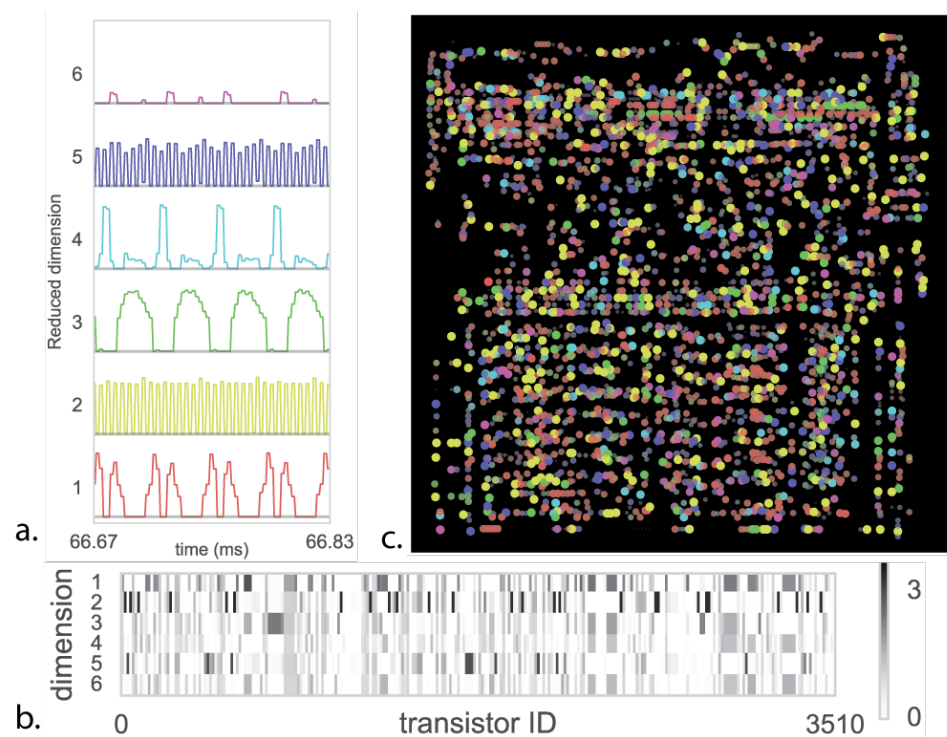 6
5
4
3
2
1
Reduced dimension
a.
66.67
time (ms)
66.83
c.
dimension
1
2
3
4
5
6
b.
0
transistor ID
3510
3
0